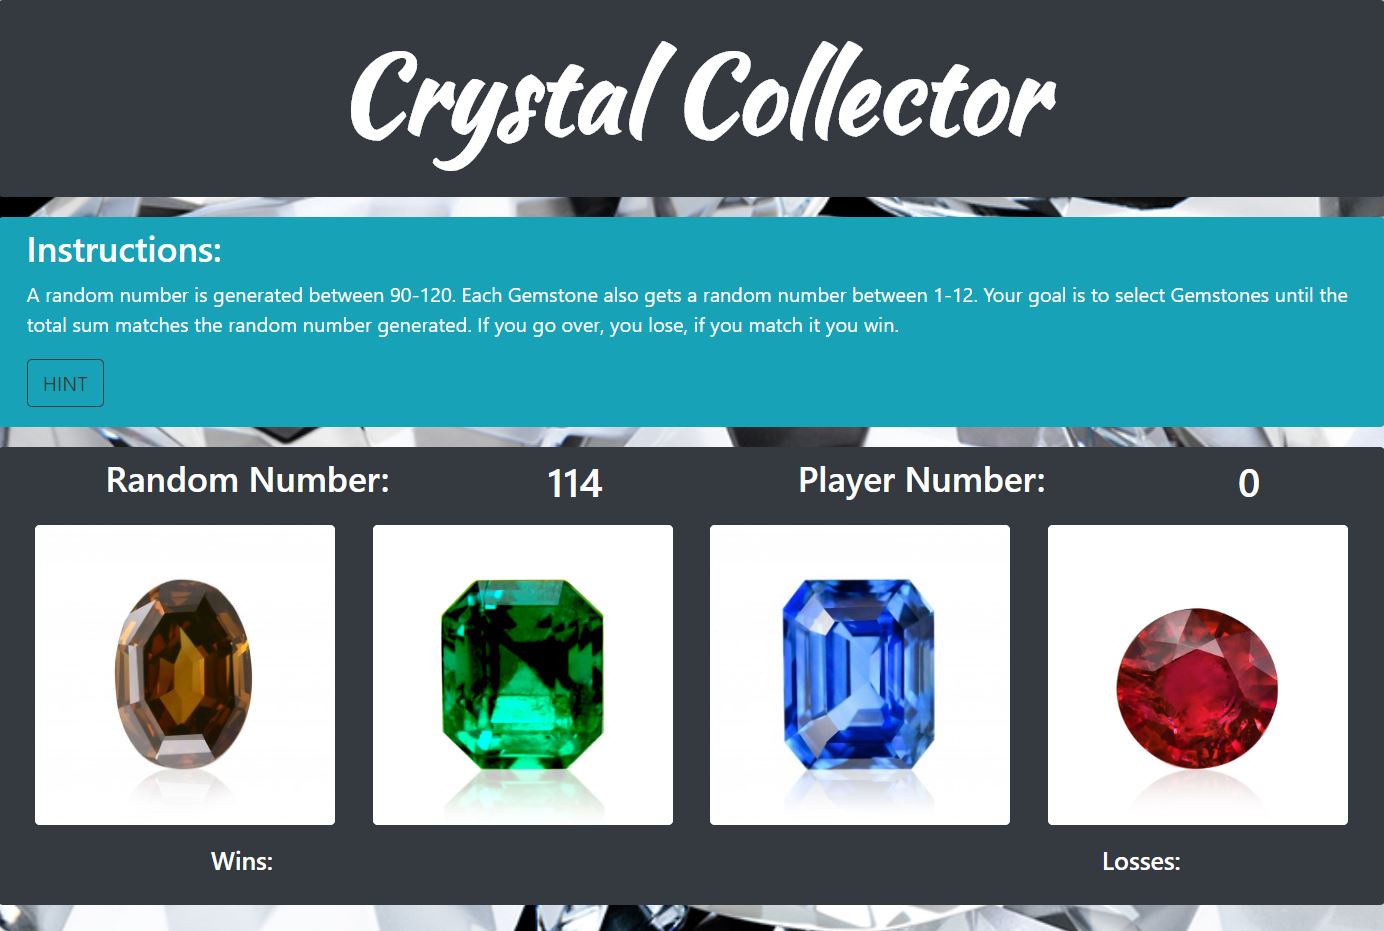 Crystal Collector
Instructions:
A random number is generated between 90-120. Each Gemstone also gets a random number between 1-12. Your goal is to select Gemstones until the
total sum matches the random number generated. If you go over, you lose, if you match it you win.
HINT
Random Number: 114 Player Number: 0
Wins: Losses: